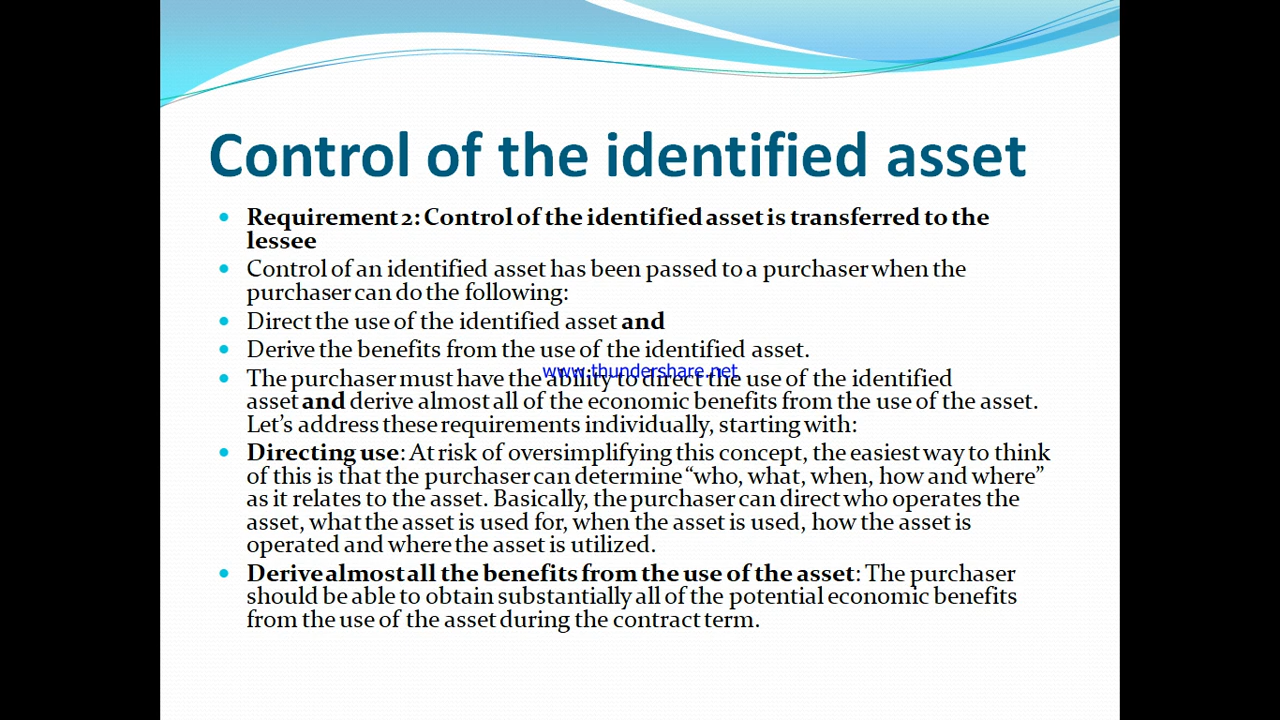 Control of the identified asset
• Requirement 2: Control of the identified asset is transferred to the
lessee
• Control of an identified asset has been passed to a purchaser when the
purchaser can do the following:
• Direct the use of the identified asset and
• Derive the benefits from the use of the identified asset.
www.thundershare.net
• The purchaser must have the ability to direct the use of the identified
asset and derive almost all of the economic benefits from the use of the asset.
Let’s address these requirements individually, starting with:
• Directing use: At risk of oversimplifying this concept, the easiest way to think
of this is that the purchaser can determine “who, what, when, how and where”
as it relates to the asset. Basically, the purchaser can direct who operates the
asset, what the asset is used for, when the asset is used, how the asset is
operated and where the asset is utilized.
• Derive almost all the benefits from the use of the asset: The purchaser
should be able to obtain substantially all of the potential economic benefits
from the use of the asset during the contract term.